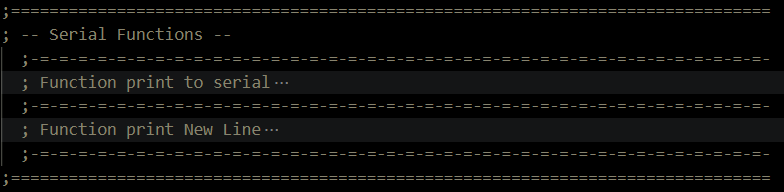 ;===============================================================================
; -- Serial Functions --
;-=-=-=-=-=-=-=-=-=-=-=-=-=-=-=-=-=-=-=-=-=-=-=-=-=-=-=-=-=-=-=-=-=-=-=-=-=-=-
; Function print to serial···
;-=-=-=-=-=-=-=-=-=-=-=-=-=-=-=-=-=-=-=-=-=-=-=-=-=-=-=-=-=-=-=-=-=-=-=-=-=-=-
; Function print New Line···
;-=-=-=-=-=-=-=-=-=-=-=-=-=-=-=-=-=-=-=-=-=-=-=-=-=-=-=-=-=-=-=-=-=-=-=-=-=-=-
;===============================================================================